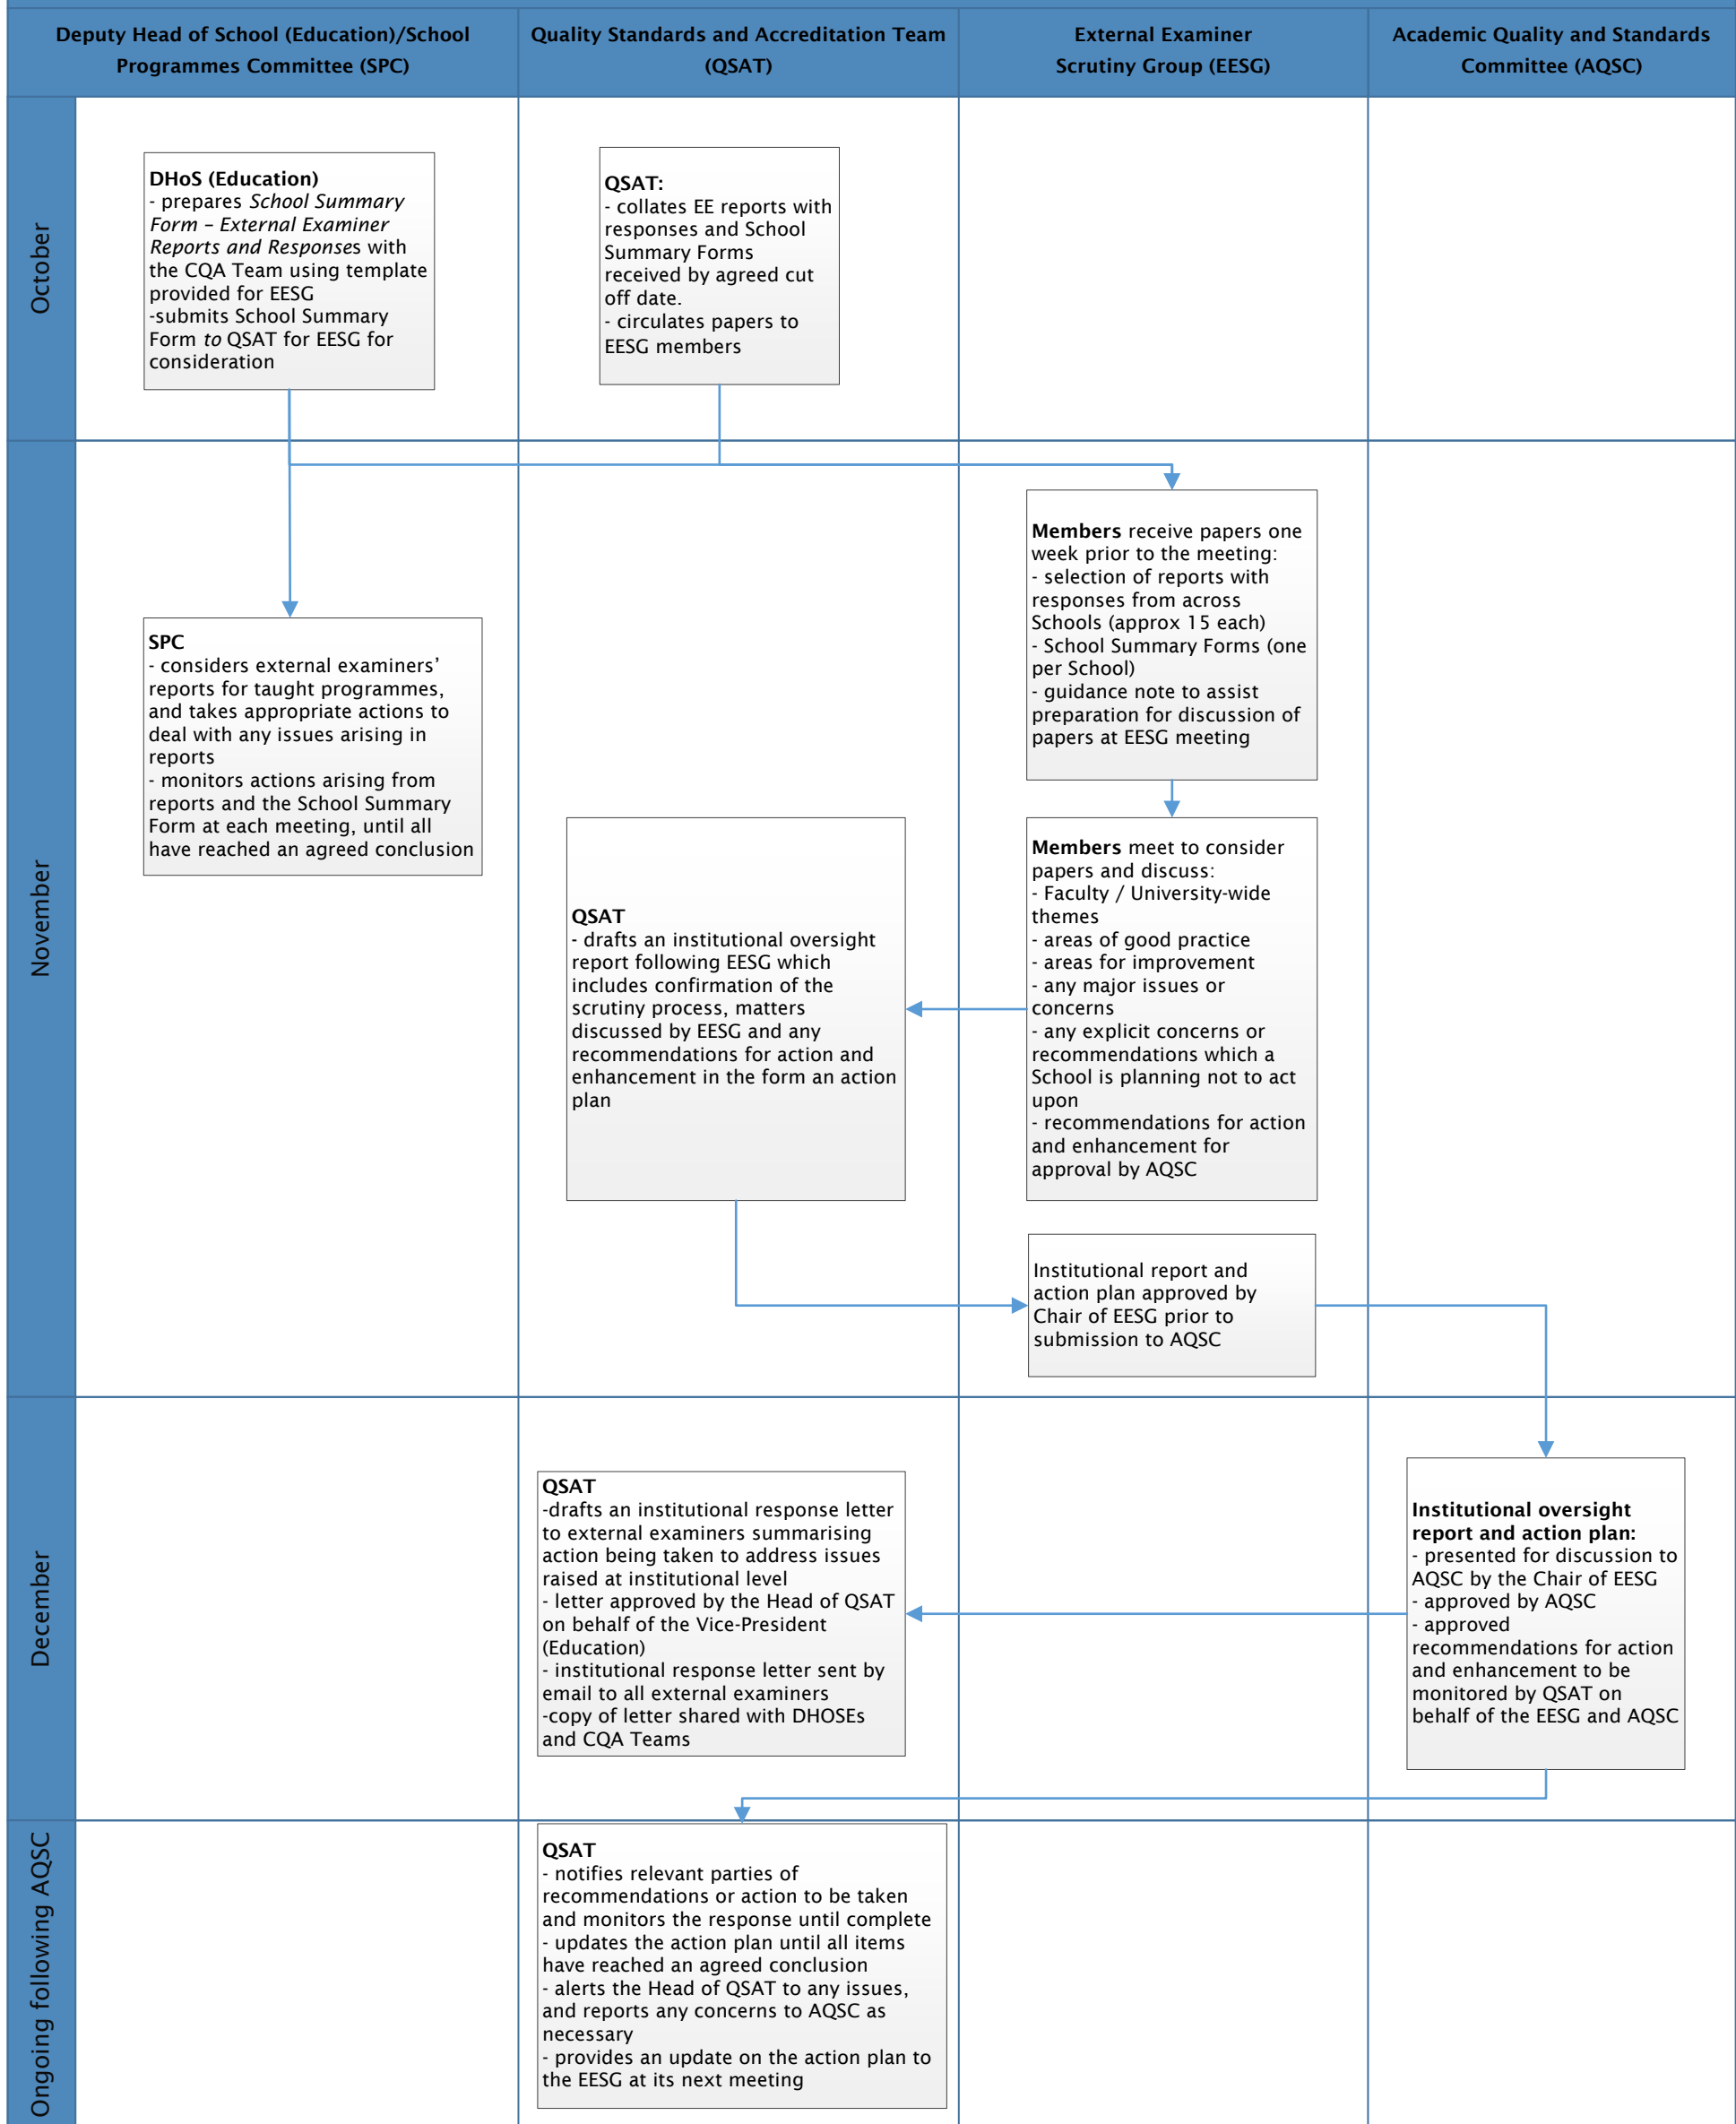 Deputy Head of School (Education)/School
Programmes Committee (SPC)
Quality Standards and Accreditation Team
(QSAT)
External Examiner
Scrutiny Group (EESG)
Academic Quality and Standards
Committee (AQSC)
October
DHoS (Education)
- prepares School Summary
Form – External Examiner
Reports and Responses with
the CQA Team using template
provided for EESG
-submits School Summary
Form to QSAT for EESG for
consideration
QSAT:
- collates EE reports with
responses and School
Summary Forms
received by agreed cut
off date.
- circulates papers to
EESG members
November
Members receive papers one
week prior to the meeting:
- selection of reports with
responses from across
Schools (approx 15 each)
- School Summary Forms (one
per School)
- guidance note to assist
preparation for discussion of
papers at EESG meeting
SPC
- considers external examiners’
reports for taught programmes,
and takes appropriate actions to
deal with any issues arising in
reports
- monitors actions arising from
reports and the School Summary
Form at each meeting, until all
have reached an agreed conclusion
Members meet to consider
papers and discuss:
- Faculty / University-wide
themes
- areas of good practice
- areas for improvement
- any major issues or
concerns
- any explicit concerns or
recommendations which a
School is planning not to act
upon
- recommendations for action
and enhancement for
approval by AQSC
QSAT
- drafts an institutional oversight
report following EESG which
includes confirmation of the
scrutiny process, matters
discussed by EESG and any
recommendations for action and
enhancement in the form an action
plan
Institutional report and
action plan approved by
Chair of EESG prior to
submission to AQSC
December
QSAT
-drafts an institutional response letter
to external examiners summarising
action being taken to address issues
raised at institutional level
- letter approved by the Head of QSAT
on behalf of the Vice-President
(Education)
- institutional response letter sent by
email to all external examiners
-copy of letter shared with DHOSEs
and CQA Teams
Institutional oversight
report and action plan:
- presented for discussion to
AQSC by the Chair of EESG
- approved by AQSC
- approved
recommendations for action
and enhancement to be
monitored by QSAT on
behalf of the EESG and AQSC
Ongoing following AQSC
QSAT
- notifies relevant parties of
recommendations or action to be taken
and monitors the response until complete
- updates the action plan until all items
have reached an agreed conclusion
- alerts the Head of QSAT to any issues,
and reports any concerns to AQSC as
necessary
- provides an update on the action plan to
the EESG at its next meeting